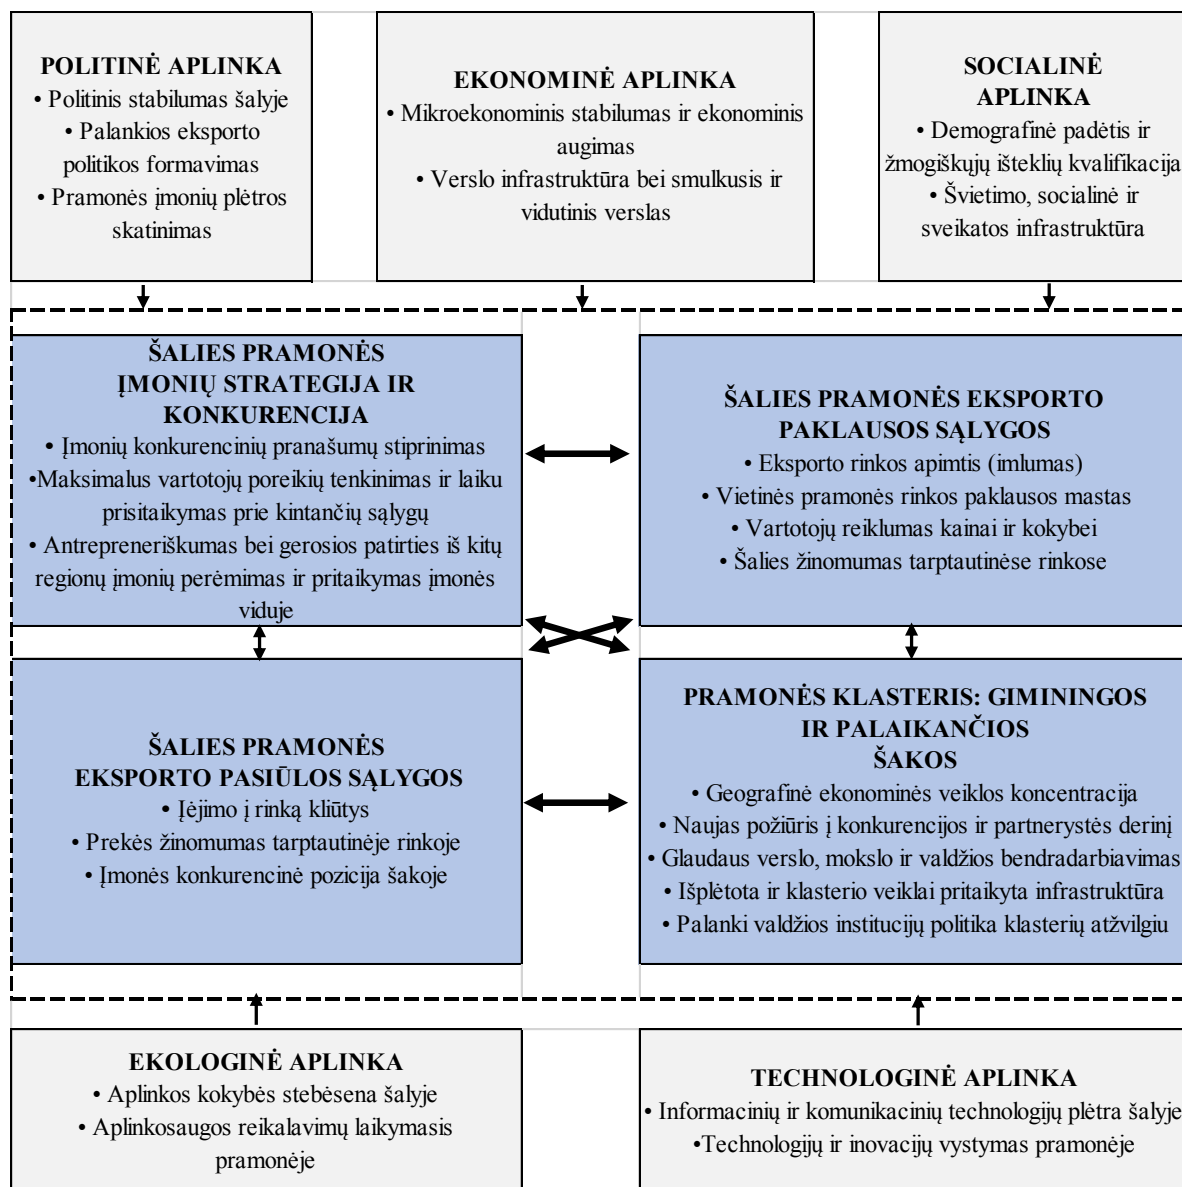 POLITINĖ APLINKA
• Politinis stabilumas šalyje
• Palankios eksporto
politikos formavimas
• Pramonės įmonių plėtros
skatinimas
EKONOMINĖ APLINKA
• Mikroekonominis stabilumas ir ekonominis
augimas
• Verslo infrastruktūra bei smulkusis ir
vidutinis verslas
SOCIALINĖ
APLINKA
• Demografinė padėtis ir
žmogiškųjų išteklių kvalifikacija
• Švietimo, socialinė ir
sveikatos infrastruktūra
ŠALIES PRAMONĖS
ĮMONIŲ STRATEGIJA IR
KONKURENCIJA
• Įmonių konkurencinių pranašumų stiprinimas
•Maksimalus vartotojų poreikių tenkinimas ir laiku
prisitaikymas prie kintančių sąlygų
• Antrepreneriškumas bei gerosios patirties iš kitų
regionų įmonių perėmimas ir pritaikymas įmonės
viduje
ŠALIES PRAMONĖS EKSPORTO
PAKLAUSOS SĄLYGOS
• Eksporto rinkos apimtis (imlumas)
• Vietinės pramonės rinkos paklausos mastas
• Vartotojų reiklumas kainai ir kokybei
• Šalies žinomumas tarptautinėse rinkose
ŠALIES PRAMONĖS
EKSPORTO PASIŪLOS SĄLYGOS
• Įėjimo į rinką kliūtys
• Prekės žinomumas tarptautinėje rinkoje
• Įmonės konkurencinė pozicija šakoje
PRAMONĖS KLASTERIS: GIMININGOS
IR PALAIKANČIOS
ŠAKOS
• Geografinė ekonominės veiklos koncentracija
• Naujas požiūris į konkurencijos ir partnerystės derinį
• Glaudaus verslo, mokslo ir valdžios bendradarbiavimas
• Išplėtota ir klasterio veiklai pritaikyta infrastruktūra
• Palanki valdžios institucijų politika klasterių atžvilgiu
EKOLOGINĖ APLINKA
• Aplinkos kokybės stebėsena šalyje
• Aplinkosaugos reikalavimų laikymasis
pramonėje
TECHNOLOGINĖ APLINKA
• Informacinių ir komunikacinių technologijų plėtra šalyje
•Technologijų ir inovacijų vystymas pramonėje